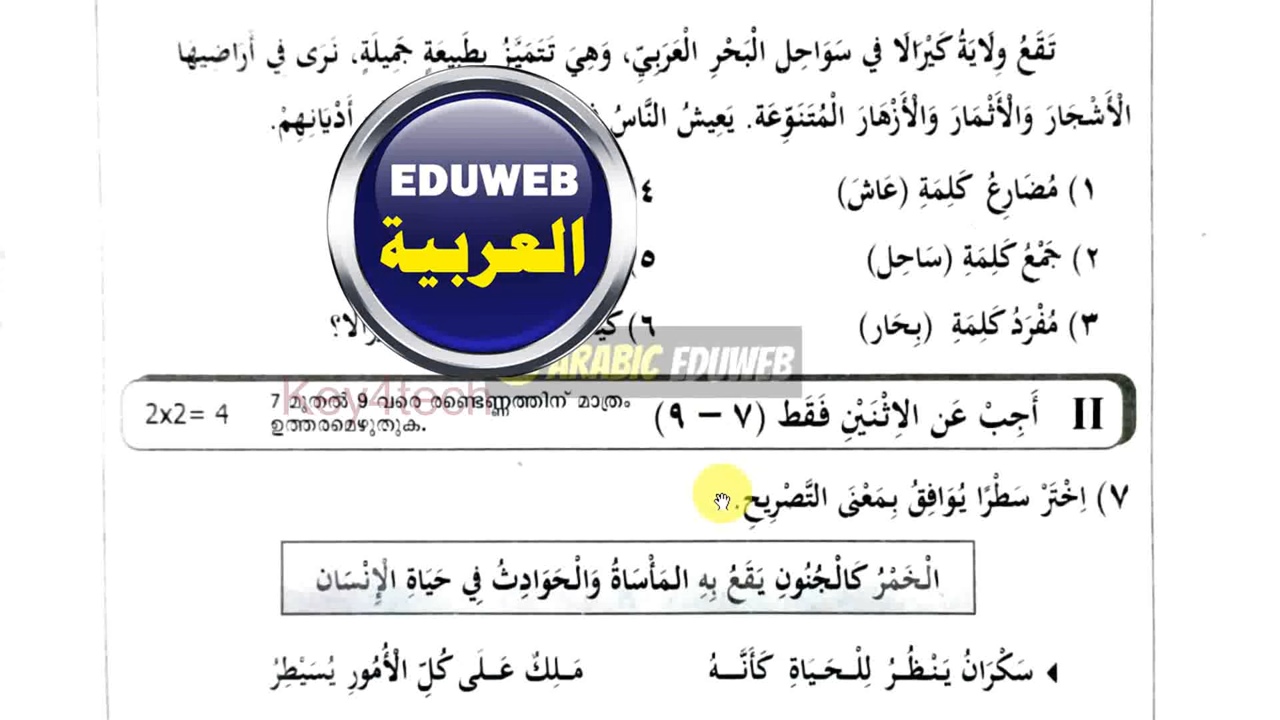 تَقَعُ وِلَايَةُ كَيْرَالَا فِي سَوَاحِلِ الْبَحْرِ الْعَرَبِيِّ، وَهِيَ تَتَمَيَّزُ بِطَبِيعَةٍ جَمِيلَةٍ، نَرَى فِي أَرَاضِيهَا
الْأَشْجَارَ وَالْأَثْمَارَ وَالْأَزْهَارَ الْمُتَنَوِّعَة. يَعِيشُ النَّاسُ أَدْيَانِهِمْ.
١) مُضَارِعُ كَلِمَةِ (عَاشَ)
٤
٢) جَمْعُ كَلِمَةِ (سَاحِل)
٥
٣) مُفْرَدُ كَلِمَةِ (بِحَار)
٦)
EDUWEB
العربية
ARABIC EDUWEB
Key4tech
II أَجِبْ عَن الِاثْنَيْنِ فَقَط (٧ – ٩)
7 മുതൽ 9 വരെ രണ്ടെണ്ണത്തിന് മാത്രം
ഉത്തരമെഴുതുക.
2x2= 4
٧) اِخْتَرْ سَطْرًا يُوَافِقُ بِمَعْنَى التَّصْرِيحِ.
الْخَمْرُ كَالْجُنُونِ يَقَعُ بِهِ المَأْسَاةُ وَالْحَوَادِثُ فِي حَيَاةِ الْإِنْسَان
سَكْرَانُ يَنْظُرُ لِلْحَيَاةِ كَأَنَّهُ مَلِكٌ عَلَى كُلِّ الْأُمُورِ يُسَيْطِرُ